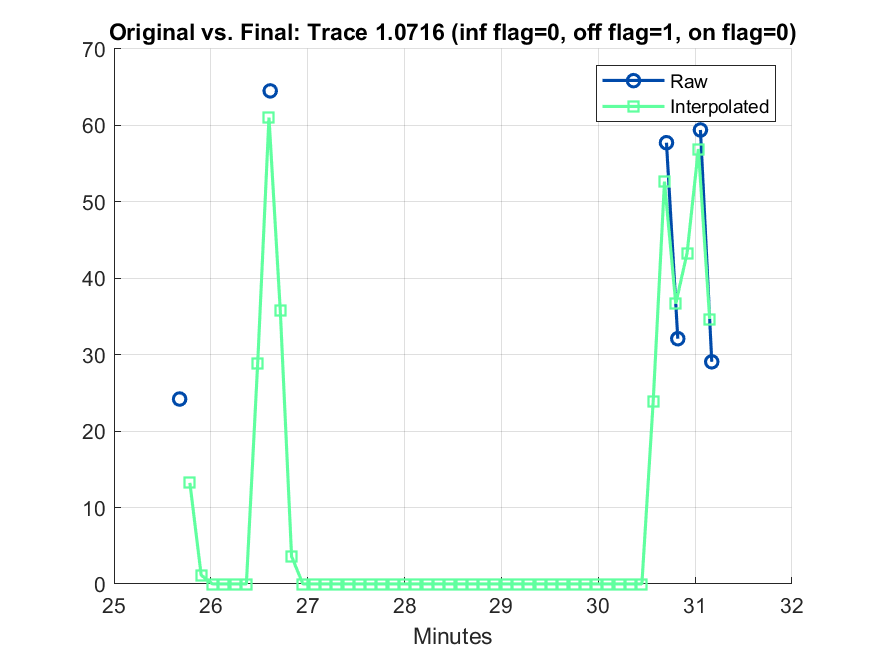 Original vs. Final: Trace 1.0716 (inf flag=0, off flag=1, on flag=0)
70
60
50
40
30
20
10
0
Raw
Interpolated
25 26 27 28 29 30 31 32
Minutes